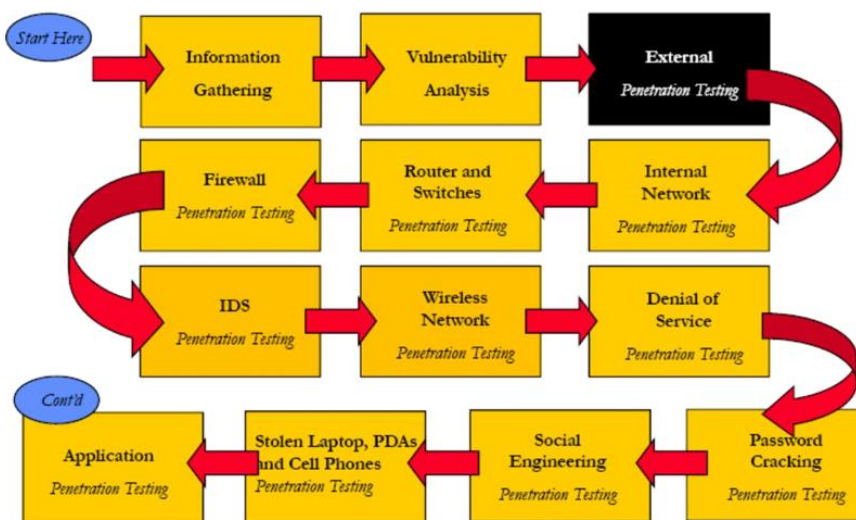 Start Here
Information
Gathering
Vulnerability
Analysis
External
Penetration Testing
Internal
Network
Penetration Testing
Router and
Switches
Penetration Testing
Firewall
Penetration Testing
IDS
Penetration Testing
Wireless
Network
Penetration Testing
Denial of
Service
Penetration Testing
Password
Cracking
Penetration Testing
Social
Engineering
Penetration Testing
Stolen Laptop, PDAs
and Cell Phones
Penetration Testing
Application
Penetration Testing
Cont'd